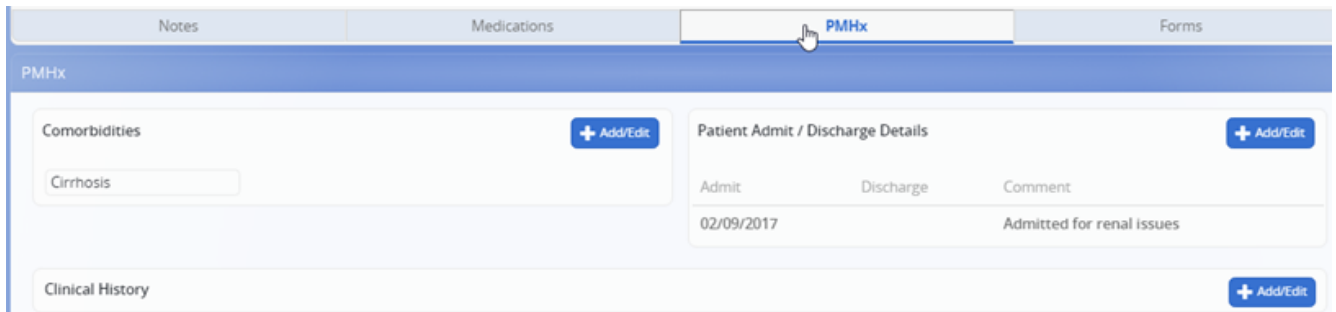 Notes Medications PMHx Forms
PMHx
Comorbidities + Add/Edit
Cirrhosis
Patient Admit / Discharge Details + Add/Edit
Admit Discharge Comment
02/09/2017 Admitted for renal issues
Clinical History + Add/Edit